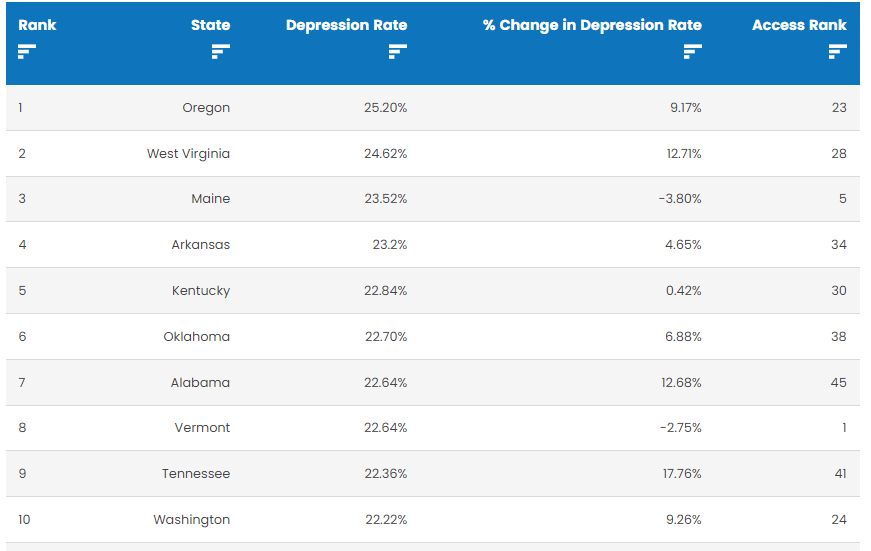 Rank State Depression Rate % Change in Depression Rate Access Rank
1 Oregon 25.20% 9.17% 23
2 West Virginia 24.62% 12.71% 28
3 Maine 23.52% -3.80% 5
4 Arkansas 23.2% 4.65% 34
5 Kentucky 22.84% 0.42% 30
6 Oklahoma 22.70% 6.88% 38
7 Alabama 22.64% 12.68% 45
8 Vermont 22.64% -2.75% 1
9 Tennessee 22.36% 17.76% 41
10 Washington 22.22% 9.26% 24